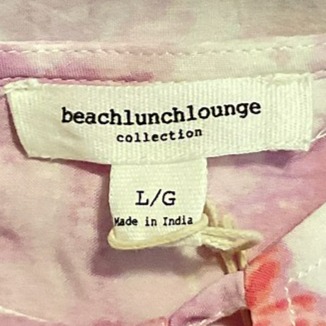 beachlunchlounge
collection
L/G
Made in India